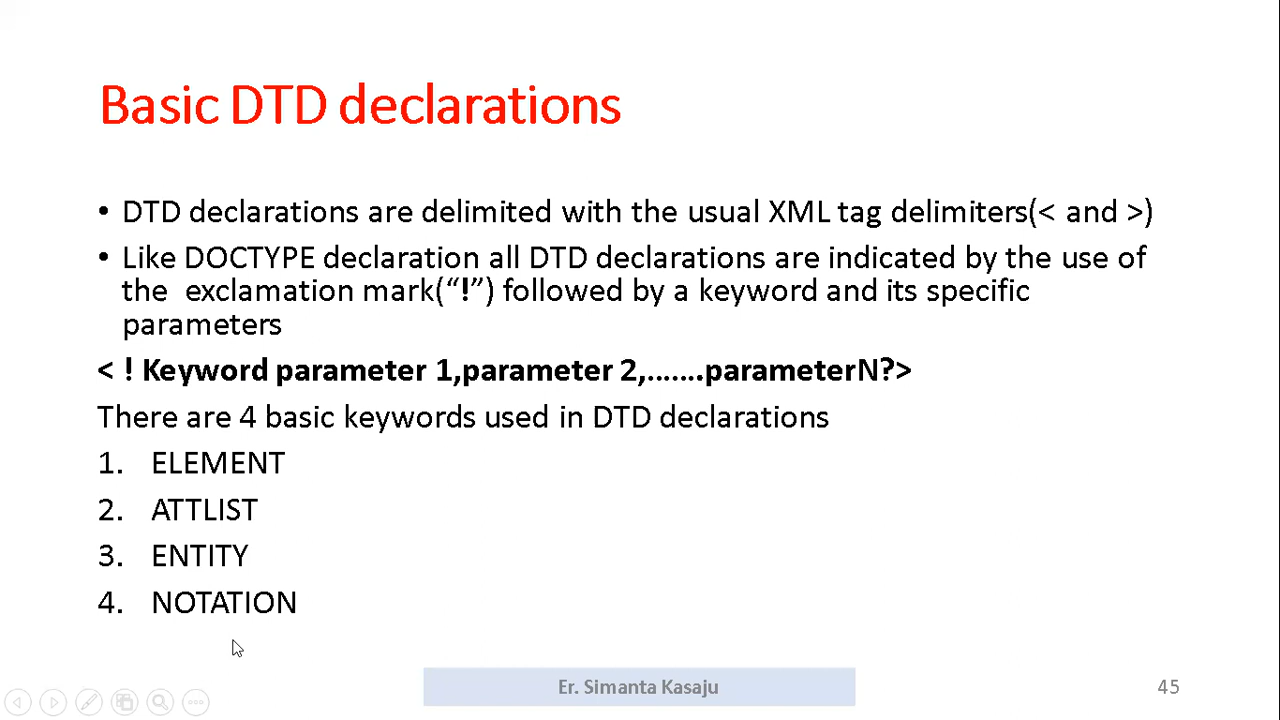 Basic DTD declarations
• DTD declarations are delimited with the usual XML tag delimiters(< and >)
• Like DOCTYPE declaration all DTD declarations are indicated by the use of
the  exclamation mark(“!”) followed by a keyword and its specific
parameters
< ! Keyword parameter 1,parameter 2,.......parameterN?>
There are 4 basic keywords used in DTD declarations
1. ELEMENT
2. ATTLIST
3. ENTITY
4. NOTATION
Er. Simanta Kasaju
45